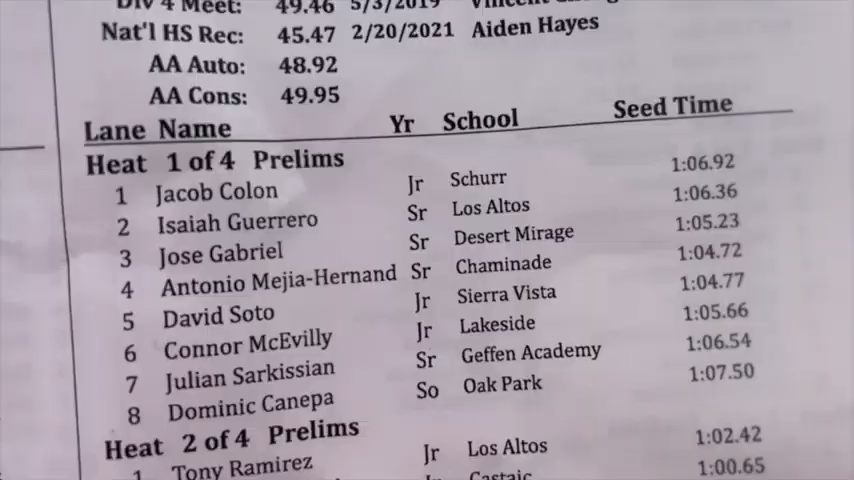 Div 4 Meet: 49.46 5/3/2019 Vincent
Nat'l HS Rec: 45.47 2/20/2021 Aiden Hayes
AA Auto: 48.92
AA Cons: 49.95
Lane Name Yr School Seed Time
Heat 1 of 4 Prelims
1 Jacob Colon Jr Schurr 1:06.92
2 Isaiah Guerrero Sr Los Altos 1:06.36
3 Jose Gabriel Sr Desert Mirage 1:05.23
4 Antonio Mejia-Hernand Sr Chaminade 1:04.72
5 David Soto Jr Sierra Vista 1:04.77
6 Connor McEvilly Jr Lakeside 1:05.66
7 Julian Sarkissian Sr Geffen Academy 1:06.54
8 Dominic Canepa So Oak Park 1:07.50
Heat 2 of 4 Prelims
1 Tony Ramirez Jr Los Altos 1:02.42
Jr Castaic 1:00.65